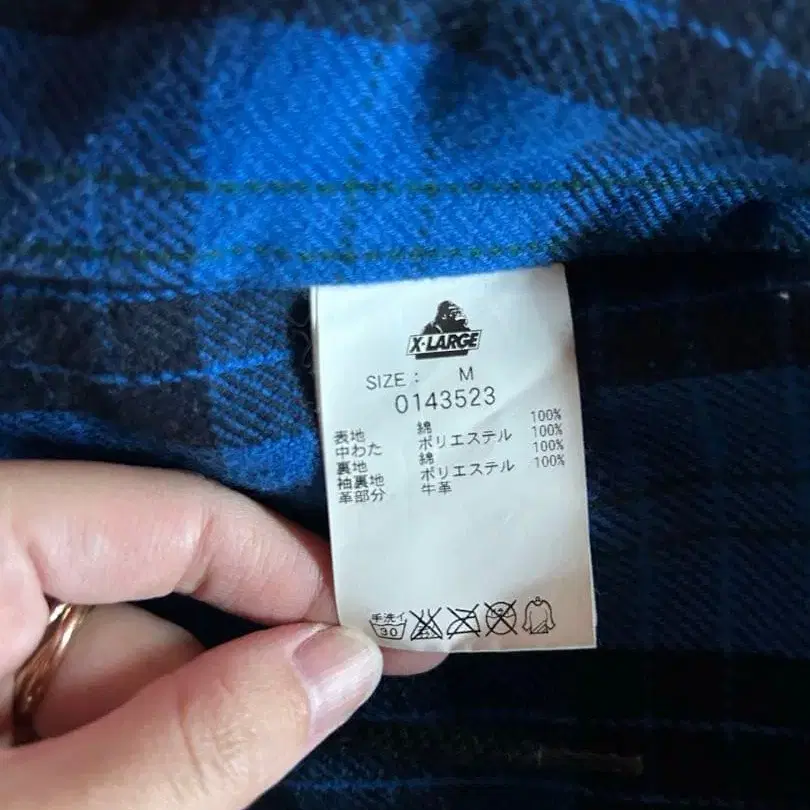 X-LARGE
SIZE : M
0143523
表地 綿 100%
中わた ポリエステル 100%
裏地 綿 100%
袖裏地 ポリエステル 100%
革部分 牛革
手洗イ
30